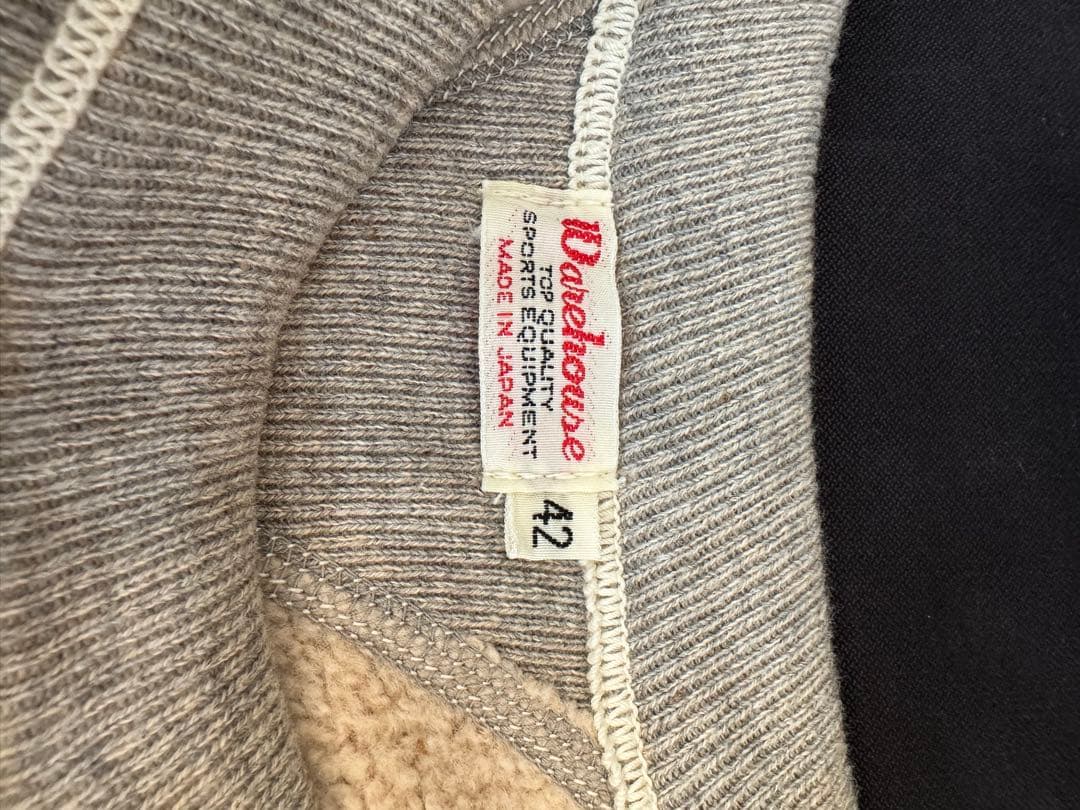 Warehouse
TOP QUALITY
SPORTS EQUIPMENT
MADE IN JAPAN
42